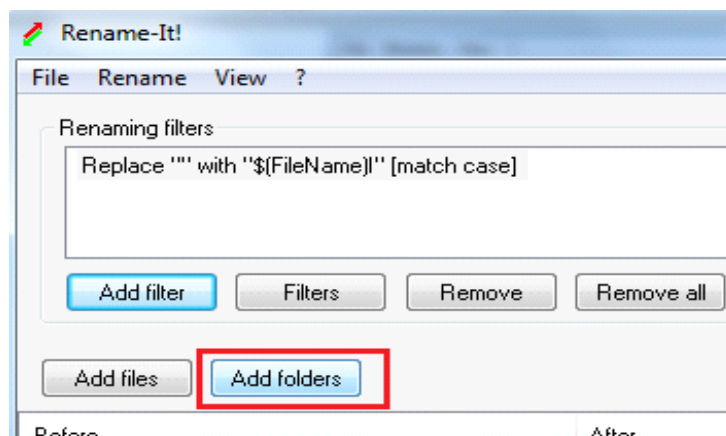 Rename-It!
File Rename View ?
Renaming filters
Replace "" with "$(FileName)I" [match case]
Add filter Filters Remove Remove all
Add files Add folders
Before After